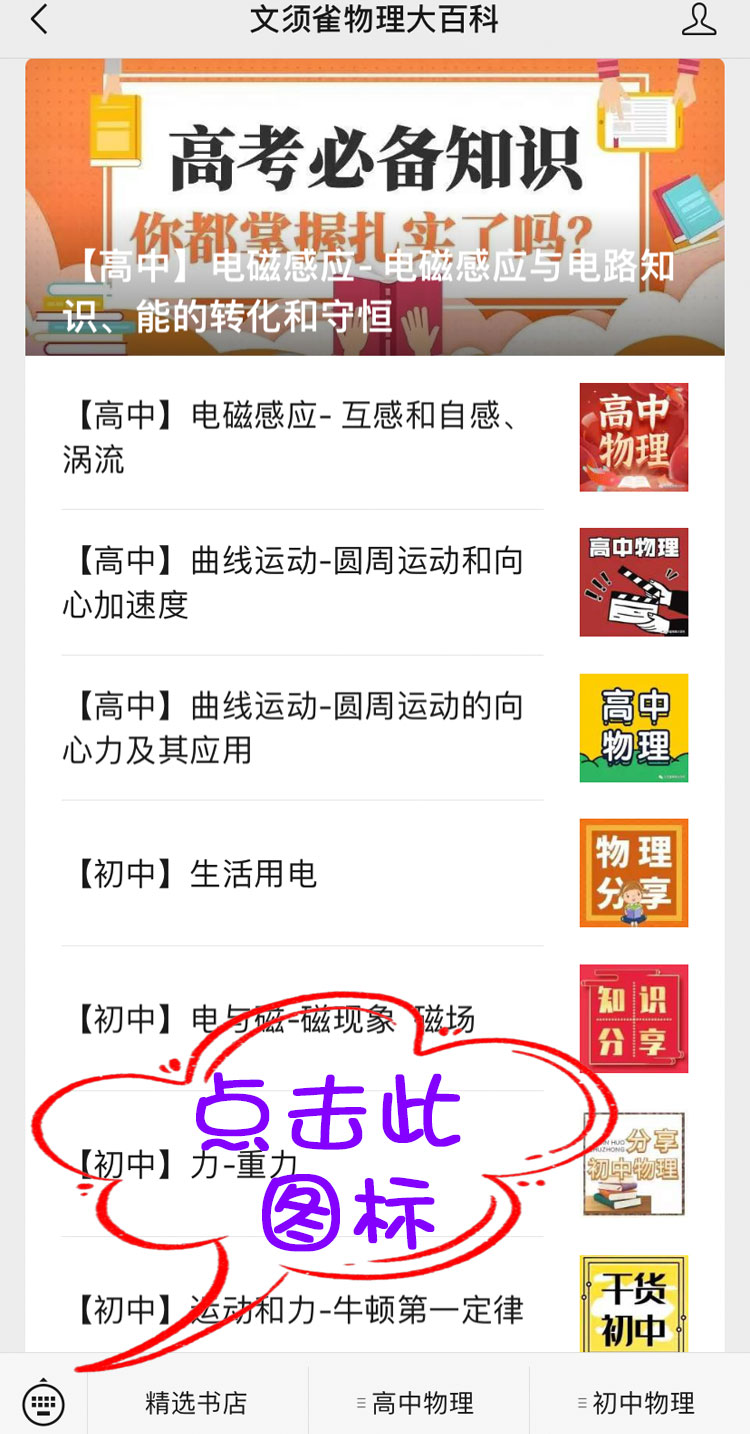 文须雀物理大百科
高考必备知识
你都掌握扎实了吗?
【高中】电磁感应- 电磁感应与电路知
识、能的转化和守恒
【高中】电磁感应- 互感和自感、
涡流
高中
物理
【高中】曲线运动-圆周运动和向
心加速度
高中物理
【高中】曲线运动-圆周运动的向
心力及其应用
高中
物理
【初中】生活用电
物理
分享
【初中】电与磁-磁现象 磁场
知识
分享
点击此
图标
【初中】力-重力
分享
初中物理
【初中】运动和力-牛顿第一定律
干货
初中
精选书店
高中物理
初中物理